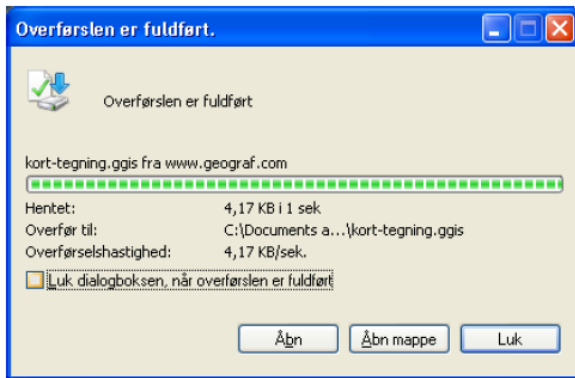 Overførslen er fuldført.
Overførslen er fuldført
kort-tegning.ggis fra www.geograf.com
Hentet: 4,17 KB i 1 sek
Overfør til: C:\Documents a...\kort-tegning.ggis
Overførselshastighed: 4,17 KB/sek.
Luk dialogboksen, når overførslen er fuldført
Åbn Åbn mappe Luk